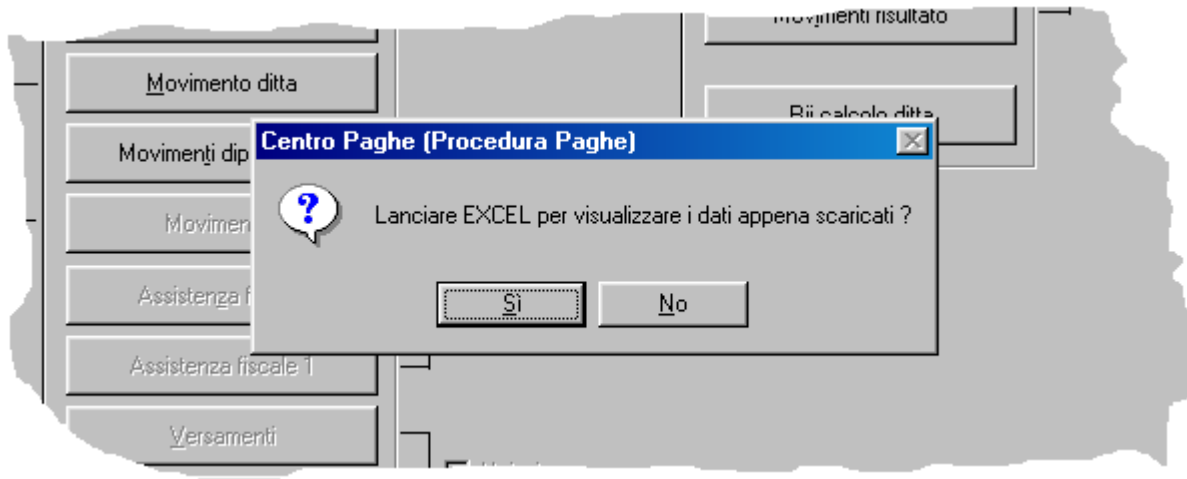 Movimenti risultato
Movimento ditta
calcolo ditta
Movimenti dip
Centro Paghe (Procedura Paghe)
Lanciare EXCEL per visualizzare i dati appena scaricati ?
Movimen
Assistenza f
Sì
No
Assistenza fiscale 1
Versamenti